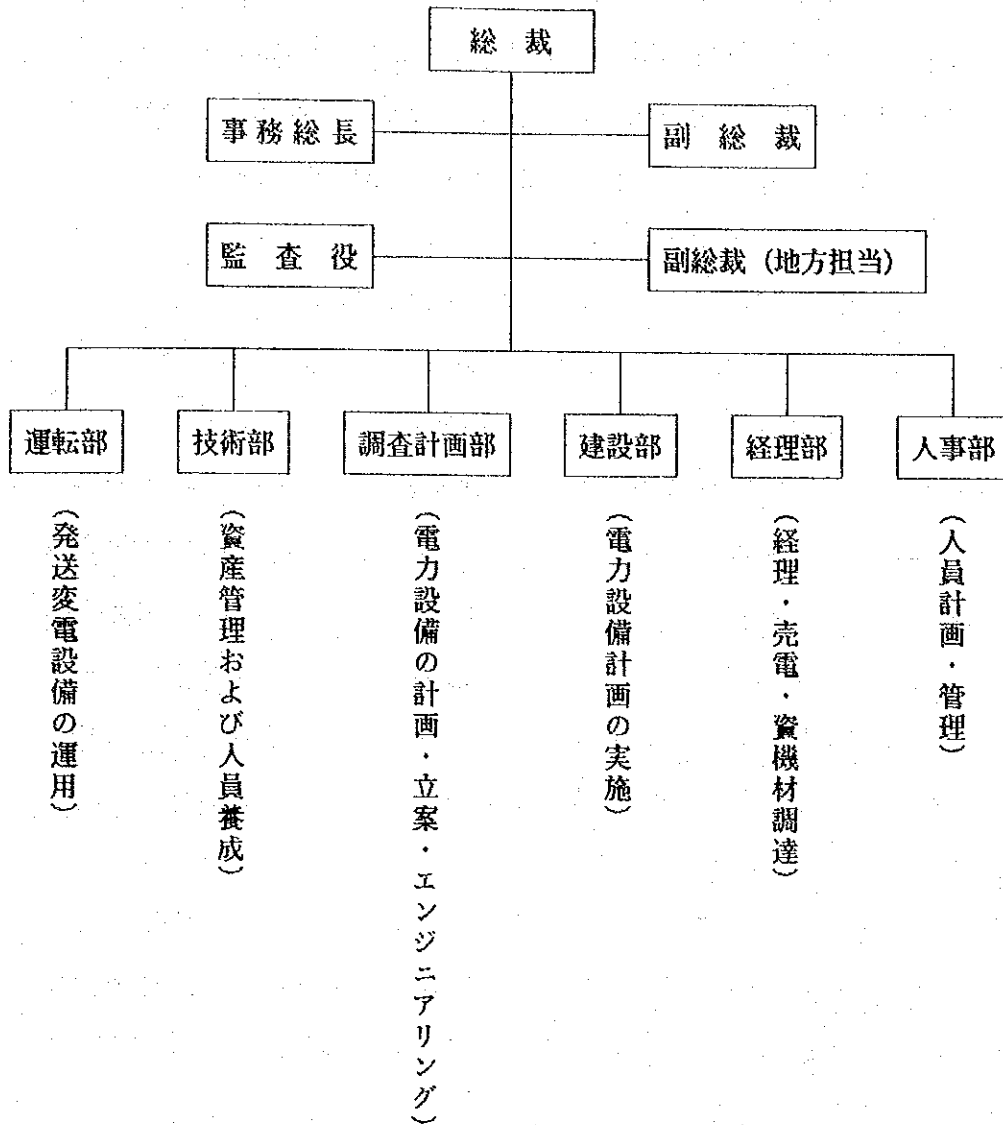 総裁
事務総長
副総裁
監査役
副総裁（地方担当）
運転部
技術部
調査計画部
建設部
経理部
人事部
（発送変電設備の運用）
（資産管理および人員養成）
（電力設備の計画・立案・エンジニアリング）
（電力設備計画の実施）
（経理・売電・資機材調達）
（人員計画・管理）